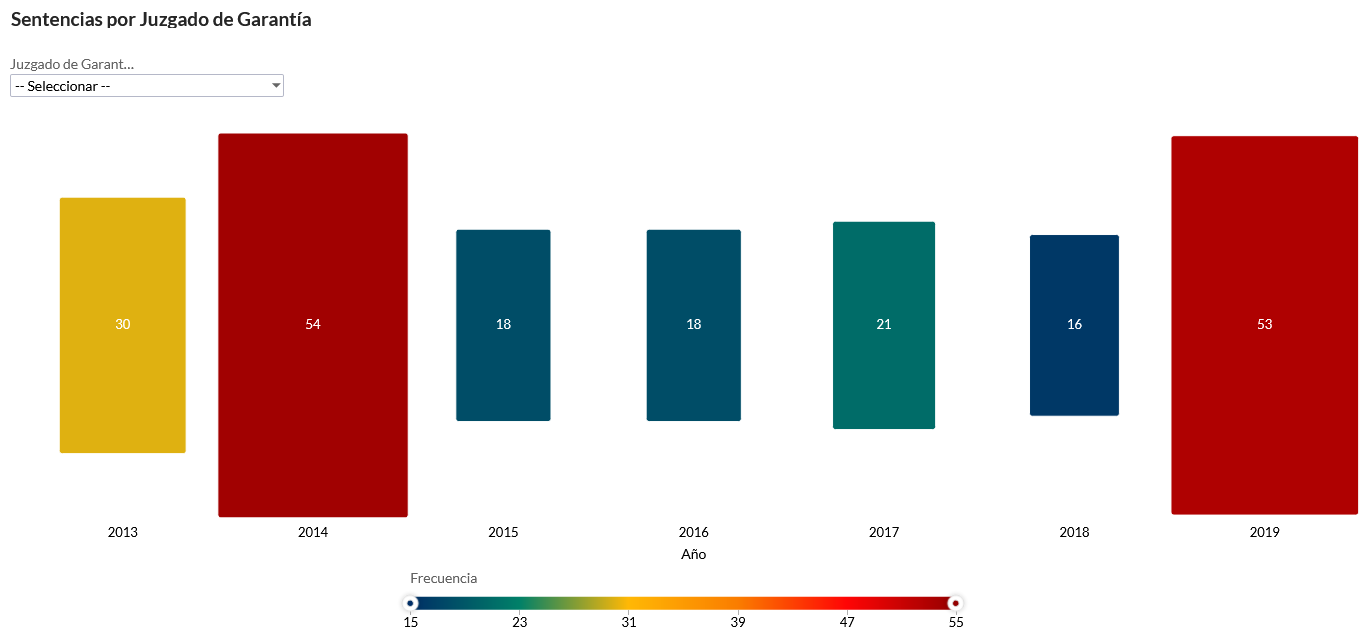 Sentencias por Juzgado de Garantía
Juzgado de Garant...
-- Seleccionar --
30 54 18 18 21 16 53
2013 2014 2015 2016 2017 2018 2019
Año
Frecuencia
15 23 31 39 47 55